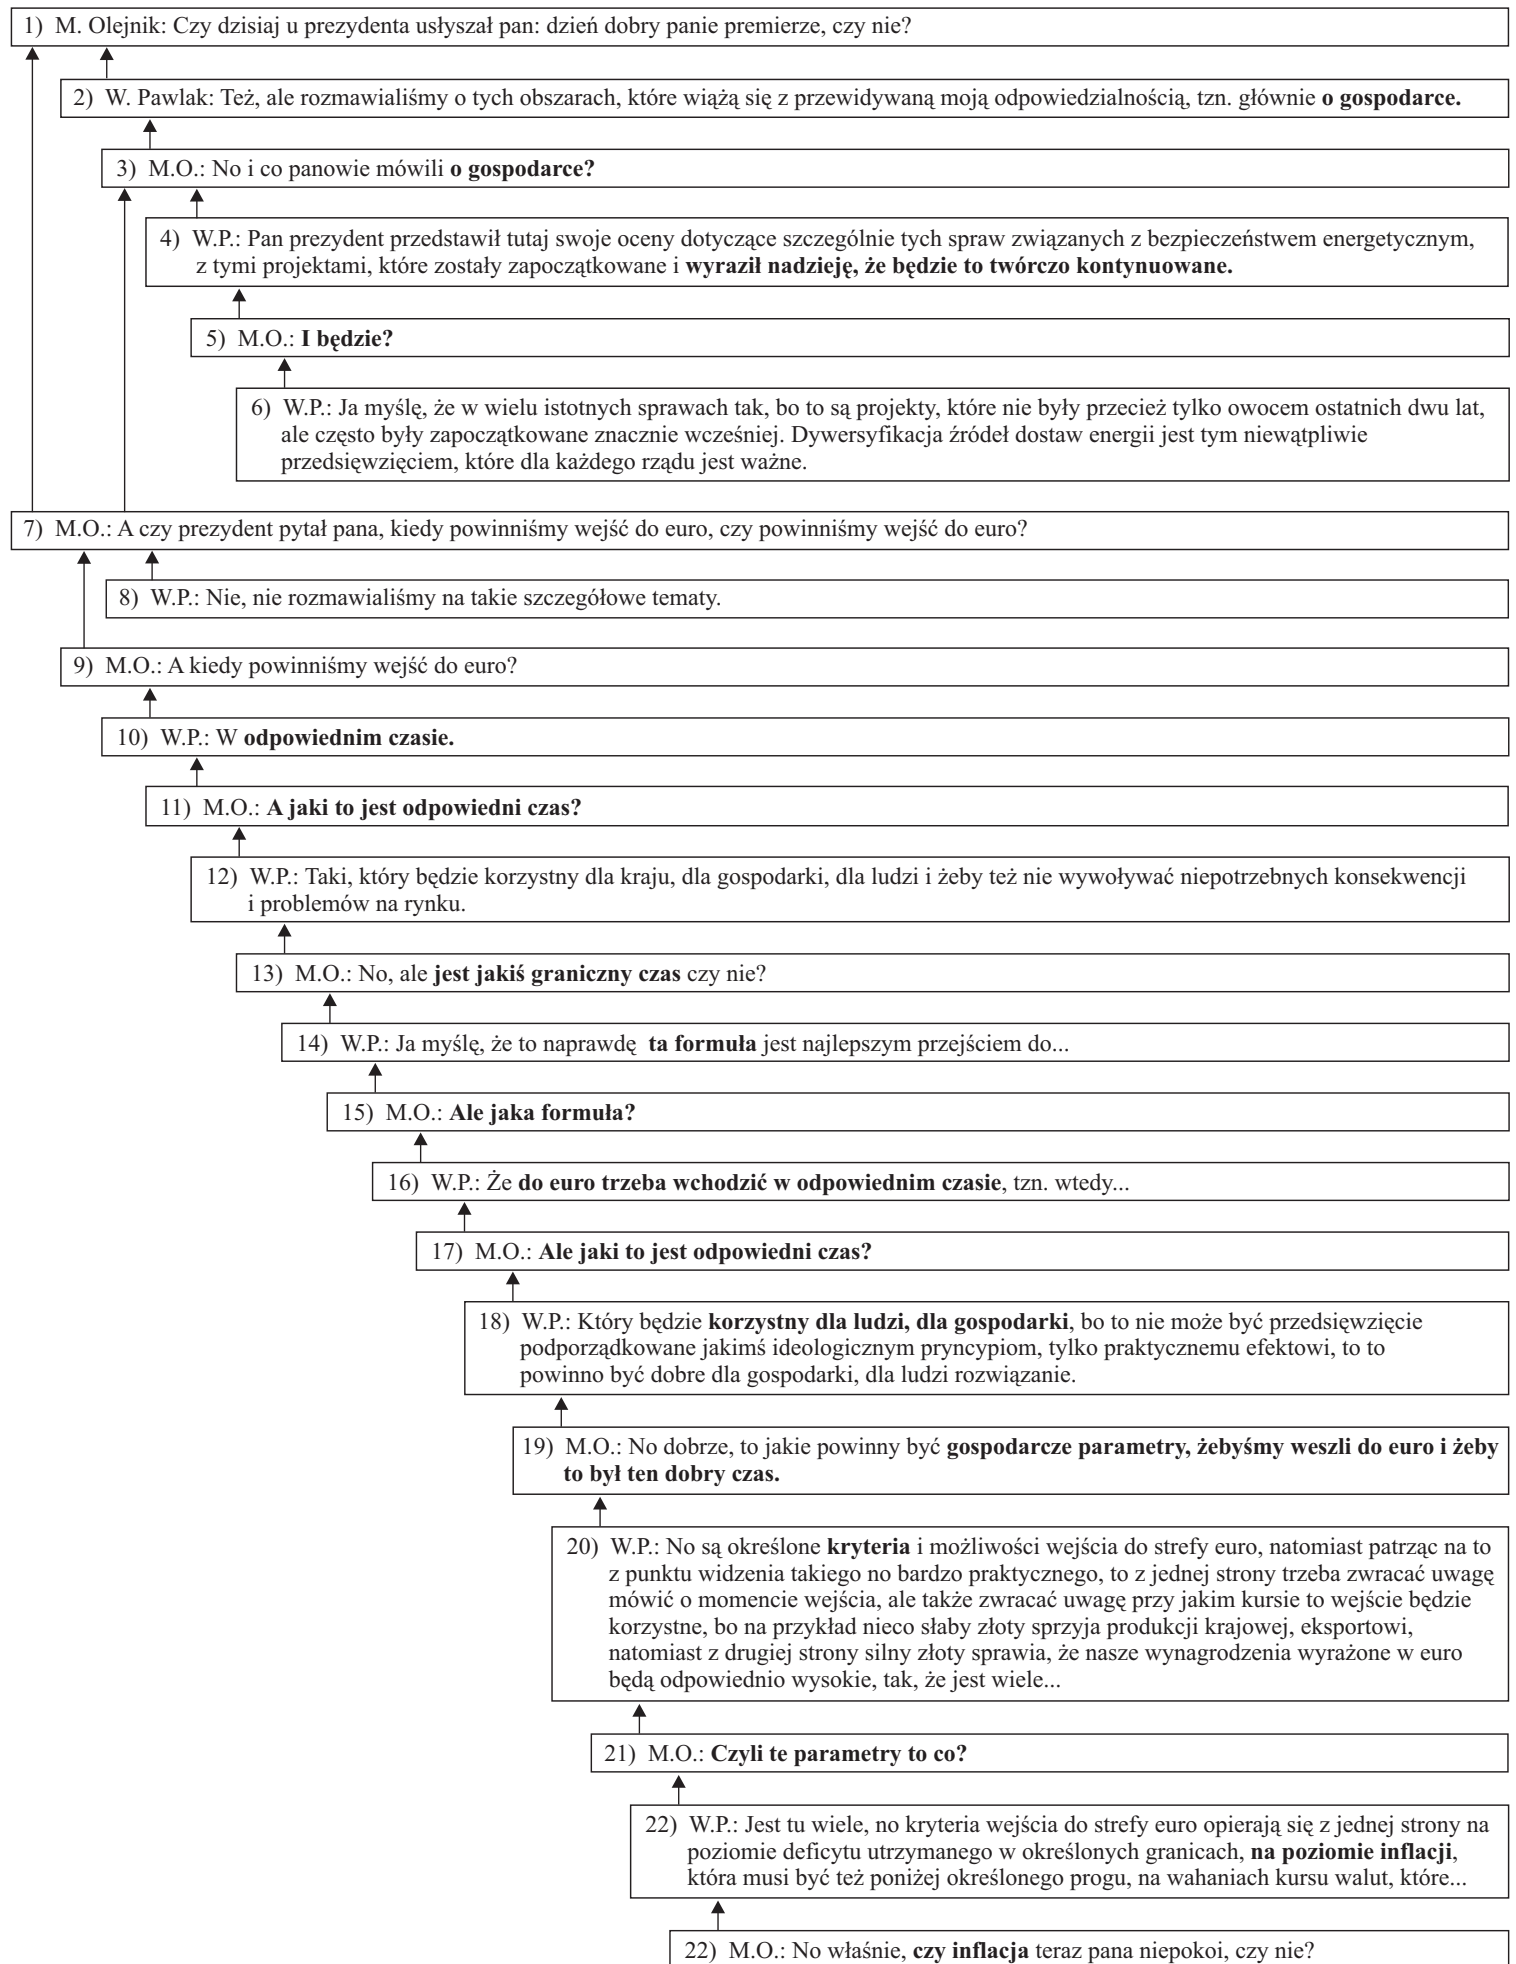 1) M. Olejnik: Czy dzisiaj u prezydenta usłyszał pan: dzień dobry panie premierze, czy nie?
2) W. Pawlak: Też, ale rozmawialiśmy o tych obszarach, które wiążą się z przewidywaną moją odpowiedzialnością, tzn. głównie o gospodarce.
3) M.O.: No i co panowie mówili o gospodarce?
4) W.P.: Pan prezydent przedstawił tutaj swoje oceny dotyczące szczególnie tych spraw związanych z bezpieczeństwem energetycznym,
z tymi projektami, które zostały zapoczątkowane i wyraził nadzieję, że będzie to twórczo kontynuowane.
5) M.O.: I będzie?
6) W.P.: Ja myślę, że w wielu istotnych sprawach tak, bo to są projekty, które nie były przecież tylko owocem ostatnich dwu lat,
ale często były zapoczątkowane znacznie wcześniej. Dywersyfikacja źródeł dostaw energii jest tym niewątpliwie
przedsięwzięciem, które dla każdego rządu jest ważne.
7) M.O.: A czy prezydent pytał pana, kiedy powinniśmy wejść do euro, czy powinniśmy wejść do euro?
8) W.P.: Nie, nie rozmawialiśmy na takie szczegółowe tematy.
9) M.O.: A kiedy powinniśmy wejść do euro?
10) W.P.: W odpowiednim czasie.
11) M.O.: A jaki to jest odpowiedni czas?
12) W.P.: Taki, który będzie korzystny dla kraju, dla gospodarki, dla ludzi i żeby też nie wywoływać niepotrzebnych konsekwencji
i problemów na rynku.
13) M.O.: No, ale jest jakiś graniczny czas czy nie?
14) W.P.: Ja myślę, że to naprawdę ta formuła jest najlepszym przejściem do...
15) M.O.: Ale jaka formuła?
16) W.P.: Że do euro trzeba wchodzić w odpowiednim czasie, tzn. wtedy...
17) M.O.: Ale jaki to jest odpowiedni czas?
18) W.P.: Który będzie korzystny dla ludzi, dla gospodarki, bo to nie może być przedsięwzięcie
podporządkowane jakimś ideologicznym pryncypiom, tylko praktycznemu efektowi, to to
powinno być dobre dla gospodarki, dla ludzi rozwiązanie.
19) M.O.: No dobrze, to jakie powinny być gospodarcze parametry, żebyśmy weszli do euro i żeby
to był ten dobry czas.
20) W.P.: No są określone kryteria i możliwości wejścia do strefy euro, natomiast patrząc na to
z punktu widzenia takiego no bardzo praktycznego, to z jednej strony trzeba zwracać uwagę
mówić o momencie wejścia, ale także zwracać uwagę przy jakim kursie to wejście będzie
korzystne, bo na przykład nieco słaby złoty sprzyja produkcji krajowej, eksportowi,
natomiast z drugiej strony silny złoty sprawia, że nasze wynagrodzenia wyrażone w euro
będą odpowiednio wysokie, tak, że jest wiele...
21) M.O.: Czyli te parametry to co?
22) W.P.: Jest tu wiele, no kryteria wejścia do strefy euro opierają się z jednej strony na
poziomie deficytu utrzymanego w określonych granicach, na poziomie inflacji,
która musi być też poniżej określonego progu, na wahaniach kursu walut, które...
22) M.O.: No właśnie, czy inflacja teraz pana niepokoi, czy nie?